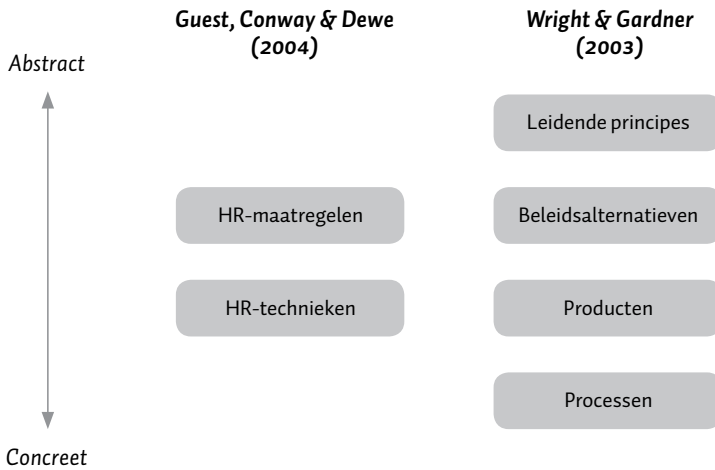 Guest, Conway & Dewe
(2004)
Wright & Gardner
(2003)
Abstract
Leidende principes
HR-maatregelen
Beleidsalternatieven
HR-technieken
Producten
Processen
Concreet